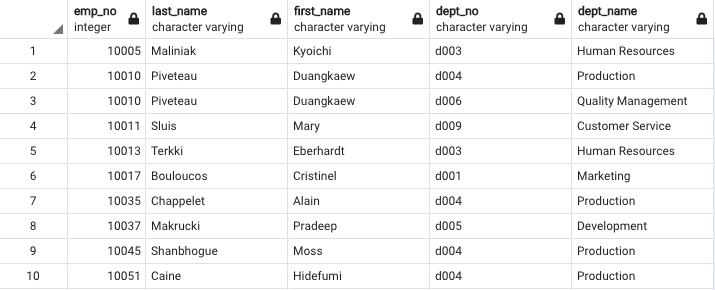 emp_no last_name first_name dept_no dept_name
integer character varying character varying character varying character varying
1 10005 Maliniak Kyoichi d003 Human Resources
2 10010 Piveteau Duangkaew d004 Production
3 10010 Piveteau Duangkaew d006 Quality Management
4 10011 Sluis Mary d009 Customer Service
5 10013 Terkki Eberhardt d003 Human Resources
6 10017 Bouloucos Cristinel d001 Marketing
7 10035 Chappelet Alain d004 Production
8 10037 Makrucki Pradeep d005 Development
9 10045 Shanbhogue Moss d004 Production
10 10051 Caine Hidefumi d004 Production